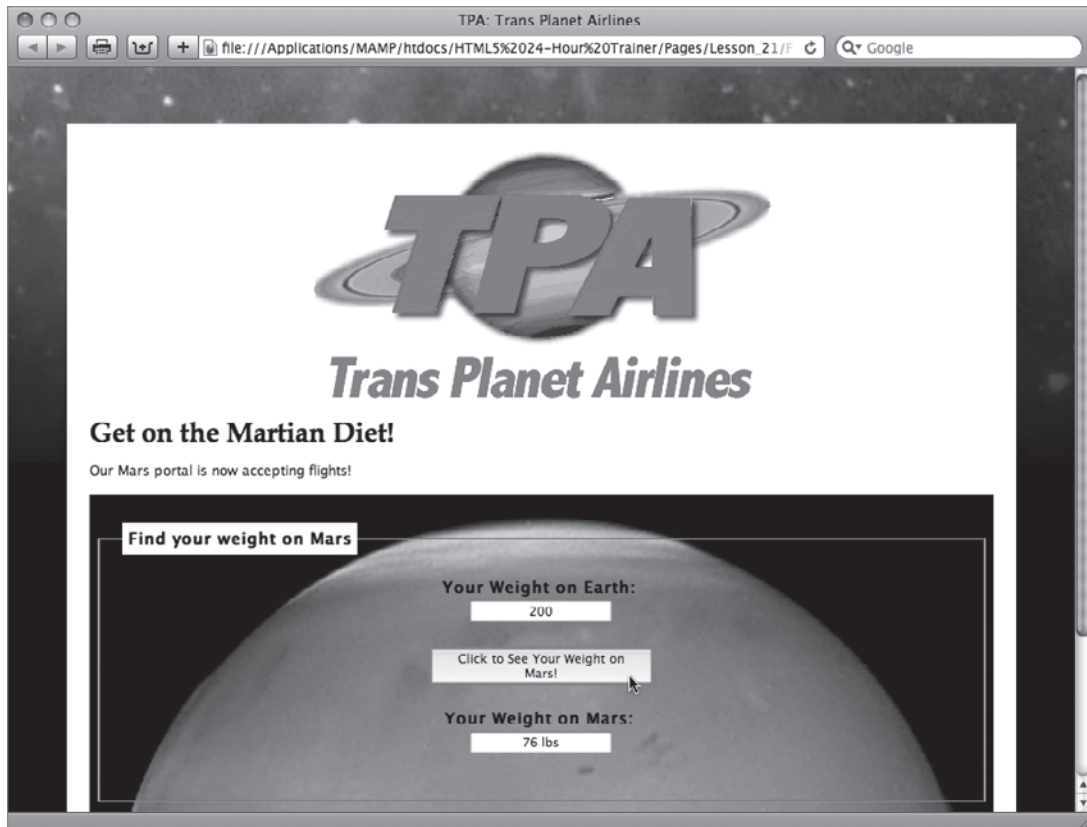 TPA: Trans Planet Airlines
file:///Applications/MAMP/htdocs/HTML5%2024-Hour%20Trainer/Pages/Lesson_21/F
Google
TPA
Trans Planet Airlines
Get on the Martian Diet!
Our Mars portal is now accepting flights!
Find your weight on Mars
Your Weight on Earth:
200
Click to See Your Weight on
Mars!
Your Weight on Mars:
76 lbs